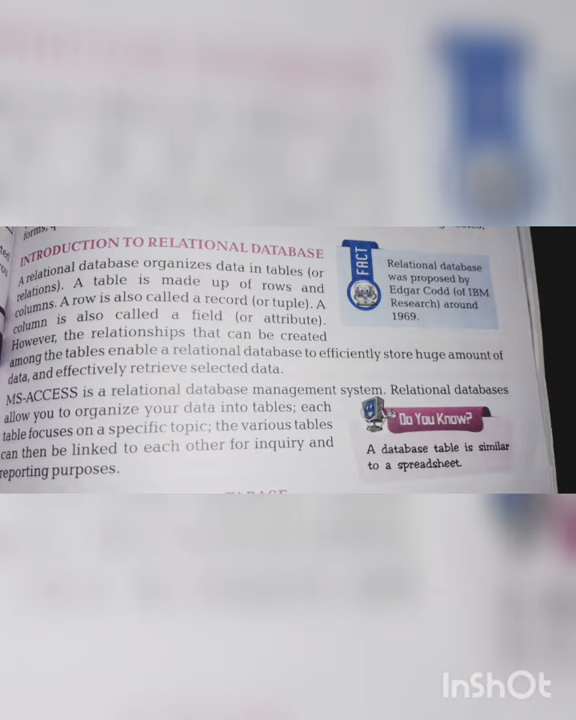 forms,
INTRODUCTION TO RELATIONAL DATABASE
A relational database organizes data in tables (or
relations). A table is made up of rows and
columns. A row is also called a record (or tuple). A
column is also called a field (or attribute).
However, the relationships that can be created
among the tables enable a relational database to efficiently store huge amount of
data, and effectively retrieve selected data.
FACT
Relational database
was proposed by
Edgar Codd (of IBM
Research) around
1969.
MS-ACCESS is a relational database management system. Relational databases
allow you to organize your data into tables; each
table focuses on a specific topic; the various tables
can then be linked to each other for inquiry and
reporting purposes.
Do You Know?
A database table is similar
to a spreadsheet.
InShOt